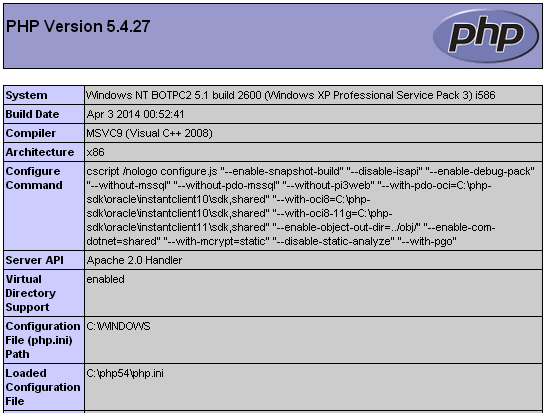 PHP Version 5.4.27
php
System Windows NT BOTPC2 5.1 build 2600 (Windows XP Professional Service Pack 3) i586
Build Date Apr 3 2014 00:52:41
Compiler MSVC9 (Visual C++ 2008)
Architecture x86
Configure cscript /nologo configure.js "--enable-snapshot-build" "--disable-isapi" "--enable-debug-pack"
Command "--without-mssql" "--without-pdo-mssql" "--without-pi3web" "--with-pdo-oci=C:\php-
sdk\oracle\instantclient10\sdk,shared" "--with-oci8=C:\php-
sdk\oracle\instantclient10\sdk,shared" "--with-oci8-11g=C:\php-
sdk\oracle\instantclient11\sdk,shared" "--enable-object-out-dir=../obj/" "--enable-com-
dotnet=shared" "--with-mcrypt=static" "--disable-static-analyze" "--with-pgo"
Server API Apache 2.0 Handler
Virtual enabled
Directory
Support
Configuration C:\WINDOWS
File (php.ini)
Path
Loaded C:\php54\php.ini
Configuration
File